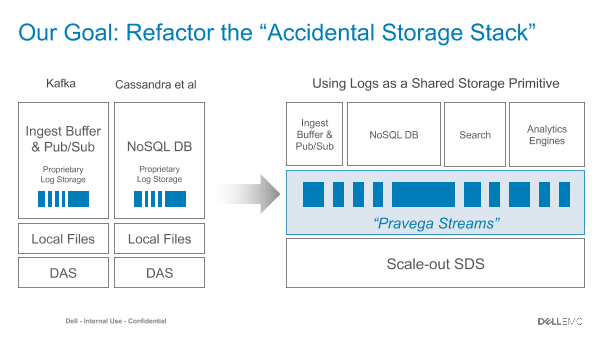 Our Goal: Refactor the “Accidental Storage Stack”
Kafka
Cassandra et al
Ingest Buffer
& Pub/Sub
Proprietary
Log Storage
NoSQL DB
Proprietary
Log Storage
Local Files
Local Files
DAS
DAS
Using Logs as a Shared Storage Primitive
Ingest
Buffer &
Pub/Sub
NoSQL DB
Search
Analytics
Engines
“Pravega Streams”
Scale-out SDS
Dell - Internal Use - Confidential
DELLEMC